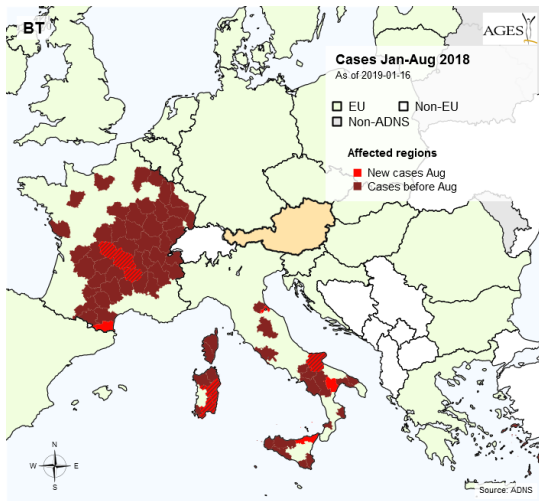 BT
AGES
Cases Jan-Aug 2018
As of 2019-01-16
EU Non-EU
Non-ADNS
Affected regions
New cases Aug
Cases before Aug
N
W E
S
Source: ADNS